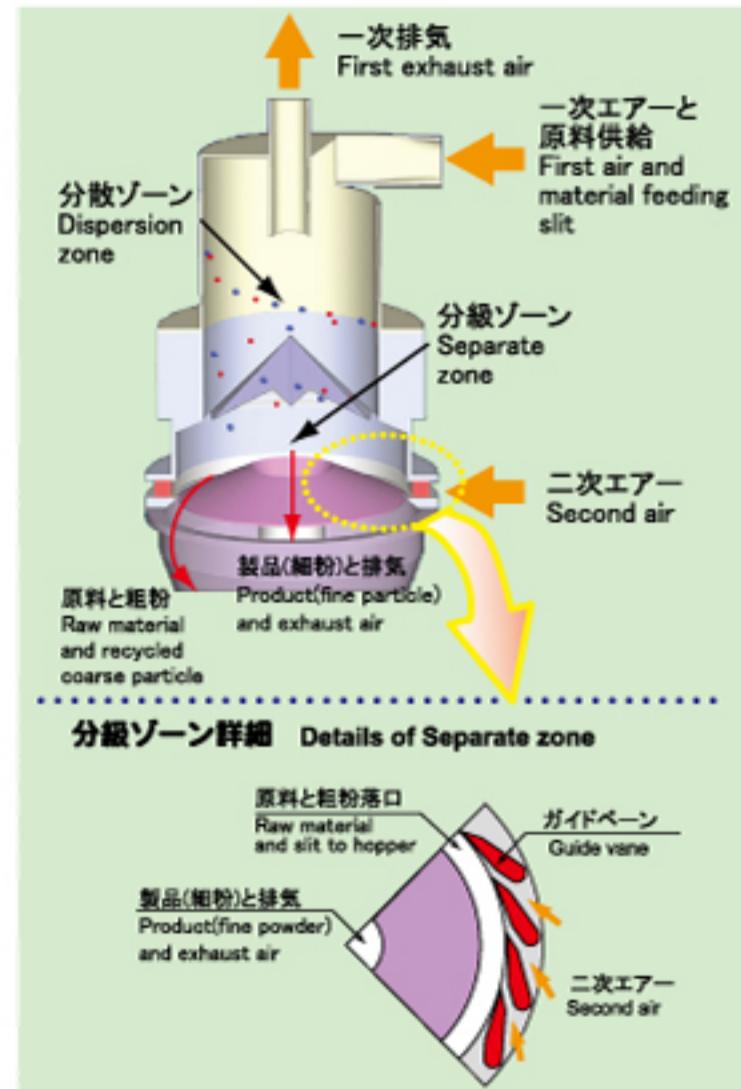 一次排気
First exhaust air
一次エアーと
原料供給
First air and
material feeding
slit
分散ゾーン
Dispersion
zone
分級ゾーン
Separate
zone
二次エアー
Second air
製品(細粉)と排気
Product(fine particle)
and exhaust air
原料と粗粉
Raw material
and recycled
coarse particle
分級ゾーン詳細 Details of Separate zone
原料と粗粉落口
Raw material
and slit to hopper
ガイドベーン
Guide vane
製品(細粉)と排気
Product(fine powder)
and exhaust air
二次エアー
Second air